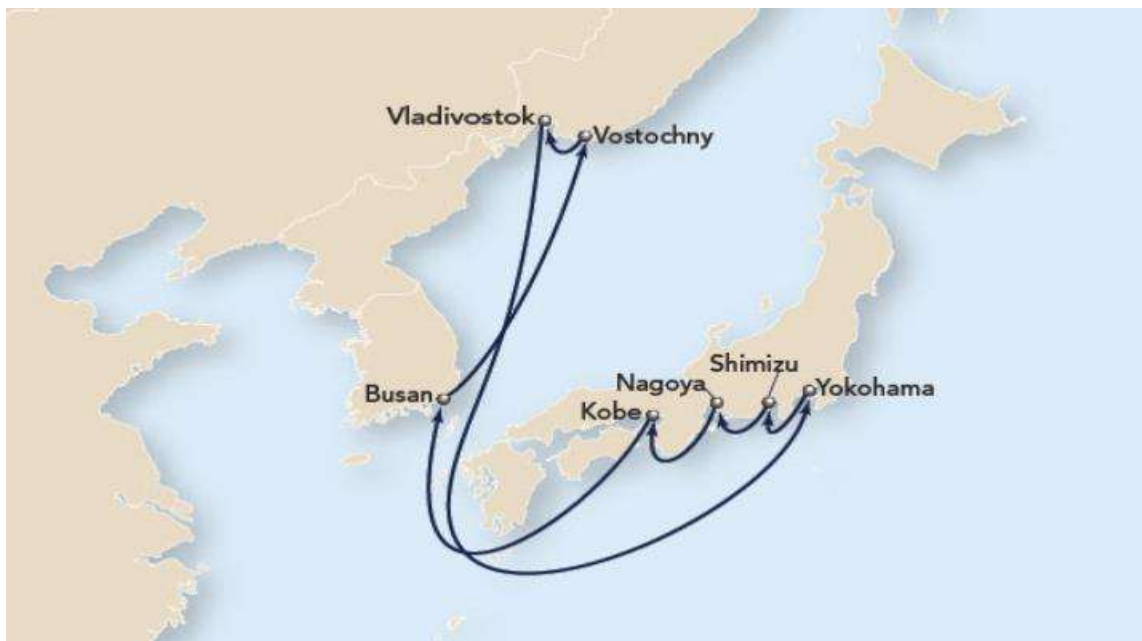 Vladivostok
Vostochny
Shimizu
Nagoya
Yokohama
Busan
Kobe